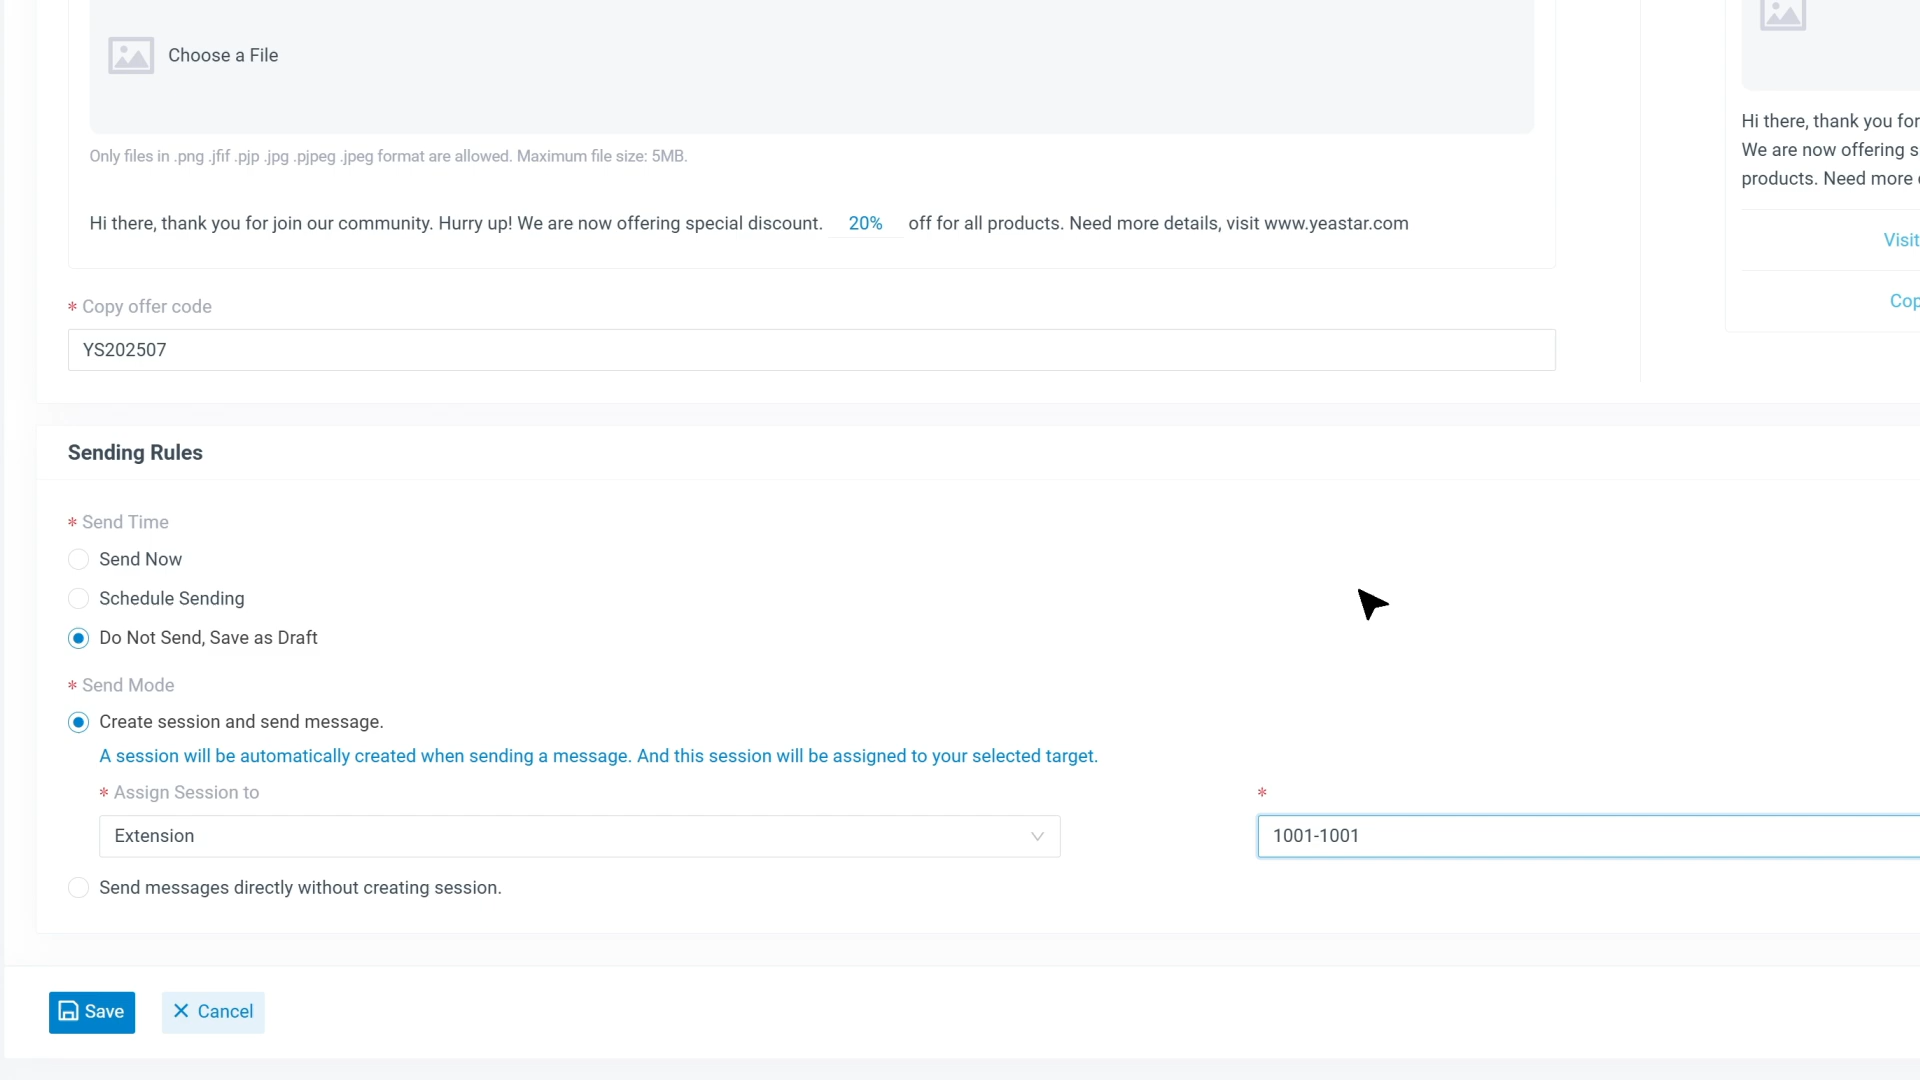 Choose a File
Only files in .png .jfif .pjp .jpg .pjpeg .jpeg format are allowed. Maximum file size: 5MB.
Hi there, thank you for join our community. Hurry up! We are now offering special discount. 20% off for all products. Need more details, visit www.yeastar.com
Hi there, thank you for
We are now offering s
products. Need more
Visit
Cop
* Copy offer code
YS202507
Sending Rules
* Send Time
Send Now
Schedule Sending
Do Not Send, Save as Draft
* Send Mode
Create session and send message.
A session will be automatically created when sending a message. And this session will be assigned to your selected target.
* Assign Session to
*
Extension
1001-1001
Send messages directly without creating session.
Save
Cancel